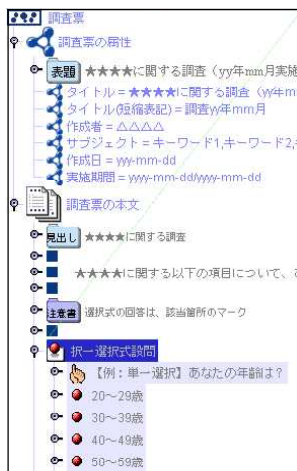 調査票
調査票の属性
表題 ★★★★に関する調査（yy年mm月実施
タイトル＝★★★★に関する調査（yy年m
タイトル(短縮表記)＝調査yy年mm月
作成者＝△△△△
サブジェクト＝キーワード1,キーワード2,
作成日＝yyy-mm-dd
実施期間＝yyyy-mm-dd/yyyy-mm-dd
調査票の本文
見出し ★★★★に関する調査
★★★★に関する以下の項目について、
注意書 選択式の回答は、該当箇所のマーク
択一選択式設問
【例：単一選択】あなたの年齢は？
20～29歳
30～39歳
40～49歳
50～59歳